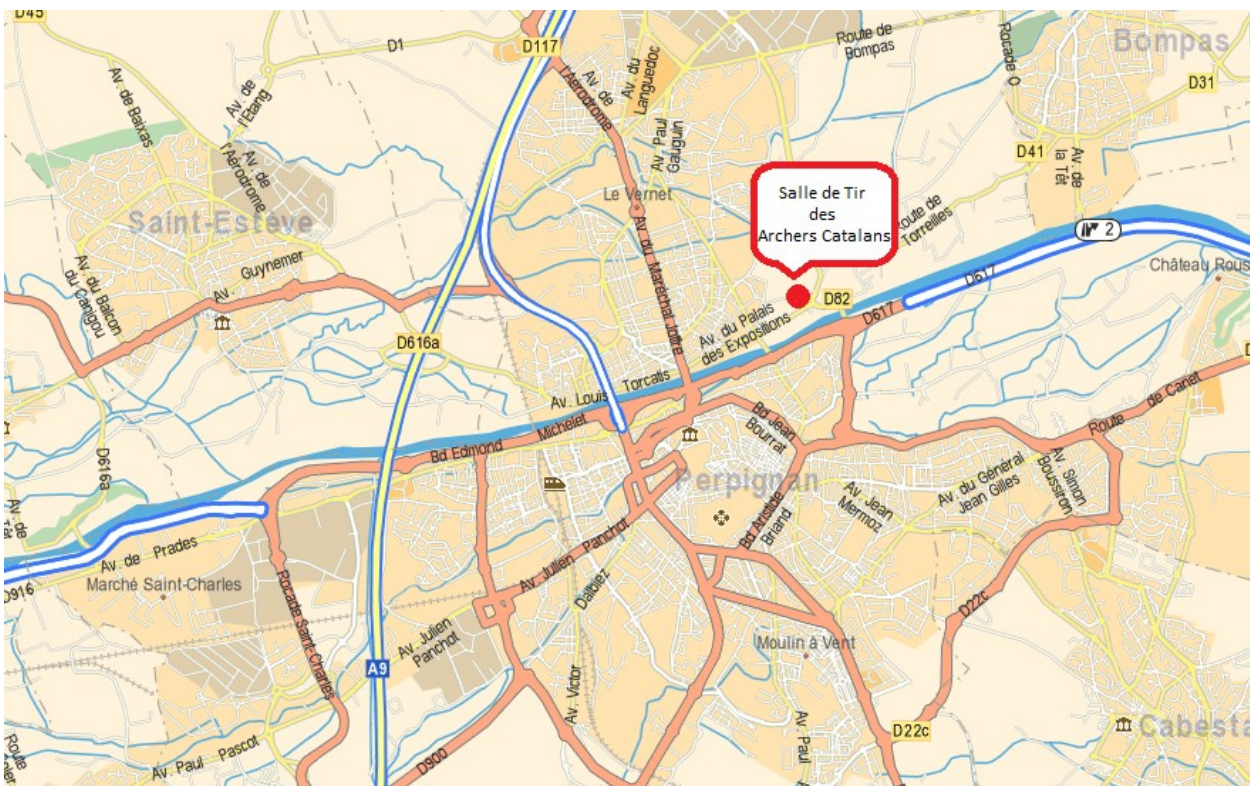 D45
D1
D117
Route de
Bompas
Rocade O
Bompas
D31
Av. de Baixas
Av. de
l'Etang
Av. de
l'Aérodrome
Av. de
Aérodrome
Av. du
Languedoc
Av. Paul
Gauguin
D41
Av. de
la Têt
Le Vernet
Salle de Tir
des
Archers Catalans
Route de
Torreilles
2
Saint-Estève
Av. Guynemer
Av. du Balcon
du Canigou
Av. du Maréchal Joffre
D617
D617
Château Rous
D82
Av. du Palais
des Expositions
D616a
Av. Louis Torcatis
Bd Edmond Michelet
Bd Jean
Bourrat
Route de Canet
D616a
Perpignan
Av. Jean
Mermoz
Av. du Général
Jean Gilles
Av. Simon
Boussiron
Bd Aristide
Briand
Av. de Prades
Marché Saint-Charles
D916
Rocade Saint-Charles
Av. Julien Panchot
Av. Julien
Panchot
Av. Victor
Dalbiez
D22c
Moulin à Vent
A9
Av. Paul
D22c
Cabesta
Av. Paul Pascot
D900
Route